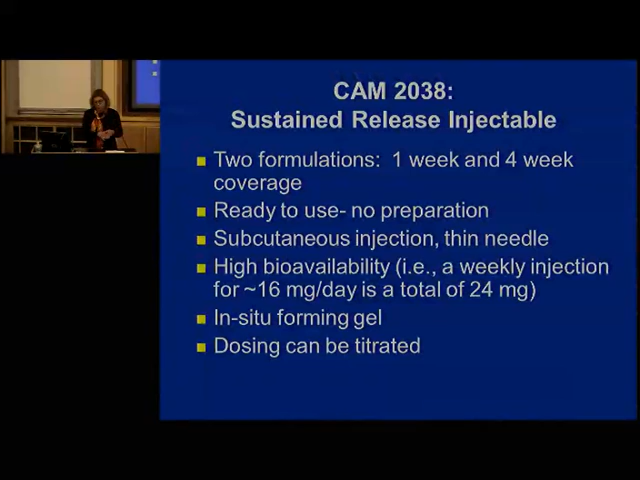 CAM 2038:
Sustained Release Injectable
Two formulations:  1 week and 4 week
coverage
Ready to use- no preparation
Subcutaneous injection, thin needle
High bioavailability (i.e., a weekly injection
for ~16 mg/day is a total of 24 mg)
In-situ forming gel
Dosing can be titrated